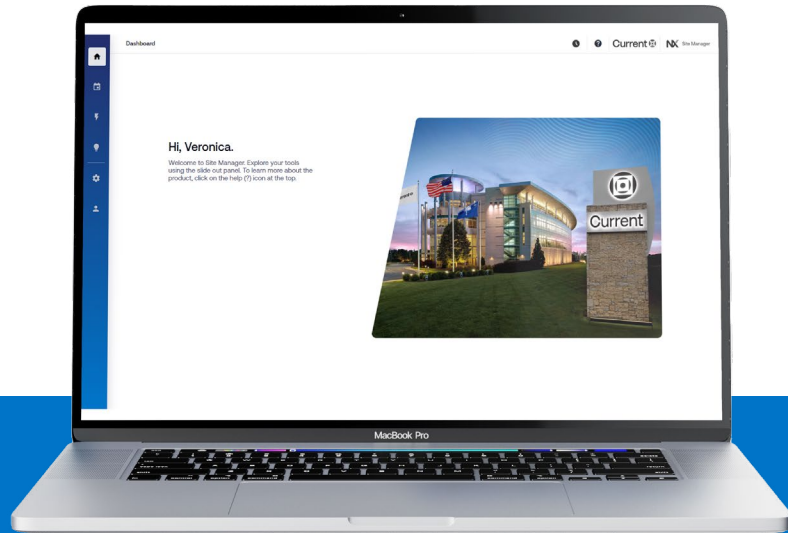 Dashboard
?
Current
NX Site Manager
Hi, Veronica.
Welcome to Site Manager. Explore your tools
using the slide out panel. To learn more about the
product, click on the help (?) icon at the top.
Current
MacBook Pro